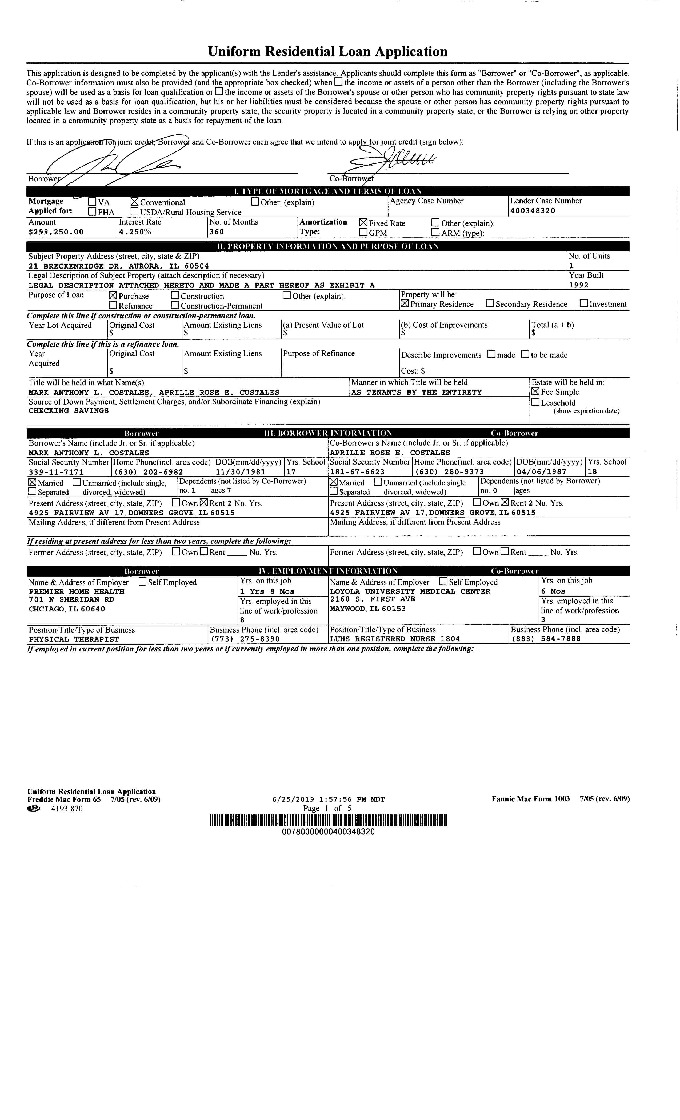 Uniform Residential Loan Application
This application is designed to be completed by the applicant(s) with the Lender's assistance. Applicants should complete this form as "Borrower" or "Co-Borrower", as applicable.
Co-Borrower information must also be provided (and the appropriate box checked) when ☐ the income or assets of a person other than the Borrower (including the Borrower's
spouse) will be used as a basis for loan qualification or ☐ the income or assets of the Borrower's spouse or other person who has community property rights pursuant to state law
will not be used as a basis for loan qualification, but his or her liabilities must be considered because the spouse or other person has community property rights pursuant to
applicable law and Borrower resides in a community property state, the security property is located in a community property state, or the Borrower is relying on other property
located in a community property state as a basis for repayment of the loan.
If this is an application for joint credit, Borrower and Co-Borrower each agree that we intend to apply for joint credit (sign below):
Borrower Co-Borrower
I. TYPE OF MORTGAGE AND TERMS OF LOAN
Mortgage ☐ VA ☒ Conventional ☐ Other (explain) Agency Case Number Lender Case Number
Applied for: ☐ FHA ☐ USDA/Rural Housing Service 400348320
Amount Interest Rate No. of Months Amortization ☒ Fixed Rate ☐ Other (explain):
$299,250.00 4.250% 360 Type: ☐ GPM ☐ ARM (type):
II. PROPERTY INFORMATION AND PURPOSE OF LOAN
Subject Property Address (street, city, state & ZIP) No. of Units
21 BRECKENRIDGE DR, AURORA, IL 60504 1
Legal Description of Subject Property (attach description if necessary) Year Built
LEGAL DESCRIPTION ATTACHED HERETO AND MADE A PART HEREOF AS EXHIBIT A 1992
Purpose of Loan ☒ Purchase ☐ Construction ☐ Other (explain): Property will be:
☐ Refinance ☐ Construction-Permanent ☒ Primary Residence ☐ Secondary Residence ☐ Investment
Complete this line if construction or construction-permanent loan.
Year Lot Acquired Original Cost Amount Existing Liens (a) Present Value of Lot (b) Cost of Improvements Total (a + b)
$ $ $ $ $
Complete this line if this is a refinance loan.
Year Original Cost Amount Existing Liens Purpose of Refinance Describe Improvements ☐ made ☐ to be made
Acquired
$ $ Cost: $
Title will be held in what Name(s) Manner in which Title will be held Estate will be held in:
MARK ANTHONY L. COSTALES, APRILLE ROSE E. COSTALES AS TENANTS BY THE ENTIRETY ☒ Fee Simple
Source of Down Payment, Settlement Charges, and/or Subordinate Financing (explain) ☐ Leasehold
CHECKING SAVINGS (show expiration date)
Borrower III. BORROWER INFORMATION Co-Borrower
Borrower's Name (include Jr. or Sr. if applicable) Co-Borrower's Name (include Jr. or Sr. if applicable)
MARK ANTHONY L. COSTALES APRILLE ROSE E. COSTALES
Social Security Number Home Phone(incl. area code) DOB(mm/dd/yyyy) Yrs. School Social Security Number Home Phone(incl. area code) DOB(mm/dd/yyyy) Yrs. School
339-11-7171 (630) 202-6982 11/30/1987 17 181-67-6623 (630) 280-9373 04/06/1987 18
☒ Married ☐ Unmarried (include single, Dependents (not listed by Co-Borrower) ☒ Married ☐ Unmarried (include single Dependents (not listed by Borrower)
☐ Separated divorced, widowed) no. 1 ages 7 ☐ Separated divorced, widowed) no. 0 ages
Present Address (street, city, state, ZIP) ☐ Own ☒ Rent 2 No. Yrs. Present Address (street, city, state, ZIP) ☐ Own ☒ Rent 2 No. Yrs.
4925 FAIRVIEW AV 17 DOWNERS GROVE IL 60515 4925 FAIRVIEW AV 17, DOWNERS GROVE, IL 60515
Mailing Address, if different from Present Address Mailing Address, if different from Present Address
If residing at present address for less than two years, complete the following:
Former Address (street, city, state, ZIP) ☐ Own ☐ Rent ____ No. Yrs. Former Address (street, city, state, ZIP) ☐ Own ☐ Rent ____ No. Yrs.
Borrower IV. EMPLOYMENT INFORMATION Co-Borrower
Name & Address of Employer ☐ Self Employed Yrs. on this job Name & Address of Employer ☐ Self Employed Yrs. on this job
PREMIER HOME HEALTH 1 Yrs 8 Mos LOYOLA UNIVERSITY MEDICAL CENTER 6 Mos
701 N SHERIDAN RD Yrs. employed in this 2160 S. FIRST AVE Yrs. employed in this
CHCIAGO, IL 60640 line of work/profession MAYWOOD, IL 60153 line of work/profession
8 3
Position/Title/Type of Business Business Phone (incl. area code) Position/Title/Type of Business Business Phone (incl. area code)
PHYSICAL THERAPIST (773) 275-8390 LUHS REGISTERED NURSE 1804 (888) 584-7888
If employed in current position for less than two years or if currently employed in more than one position, complete the following:
Uniform Residential Loan Application
Freddie Mac Form 65 7/05 (rev. 6/09) 6/25/2019 1:57:56 PM MDT Fannie Mae Form 1003 7/05 (rev. 6/09)
Page 1 of 5